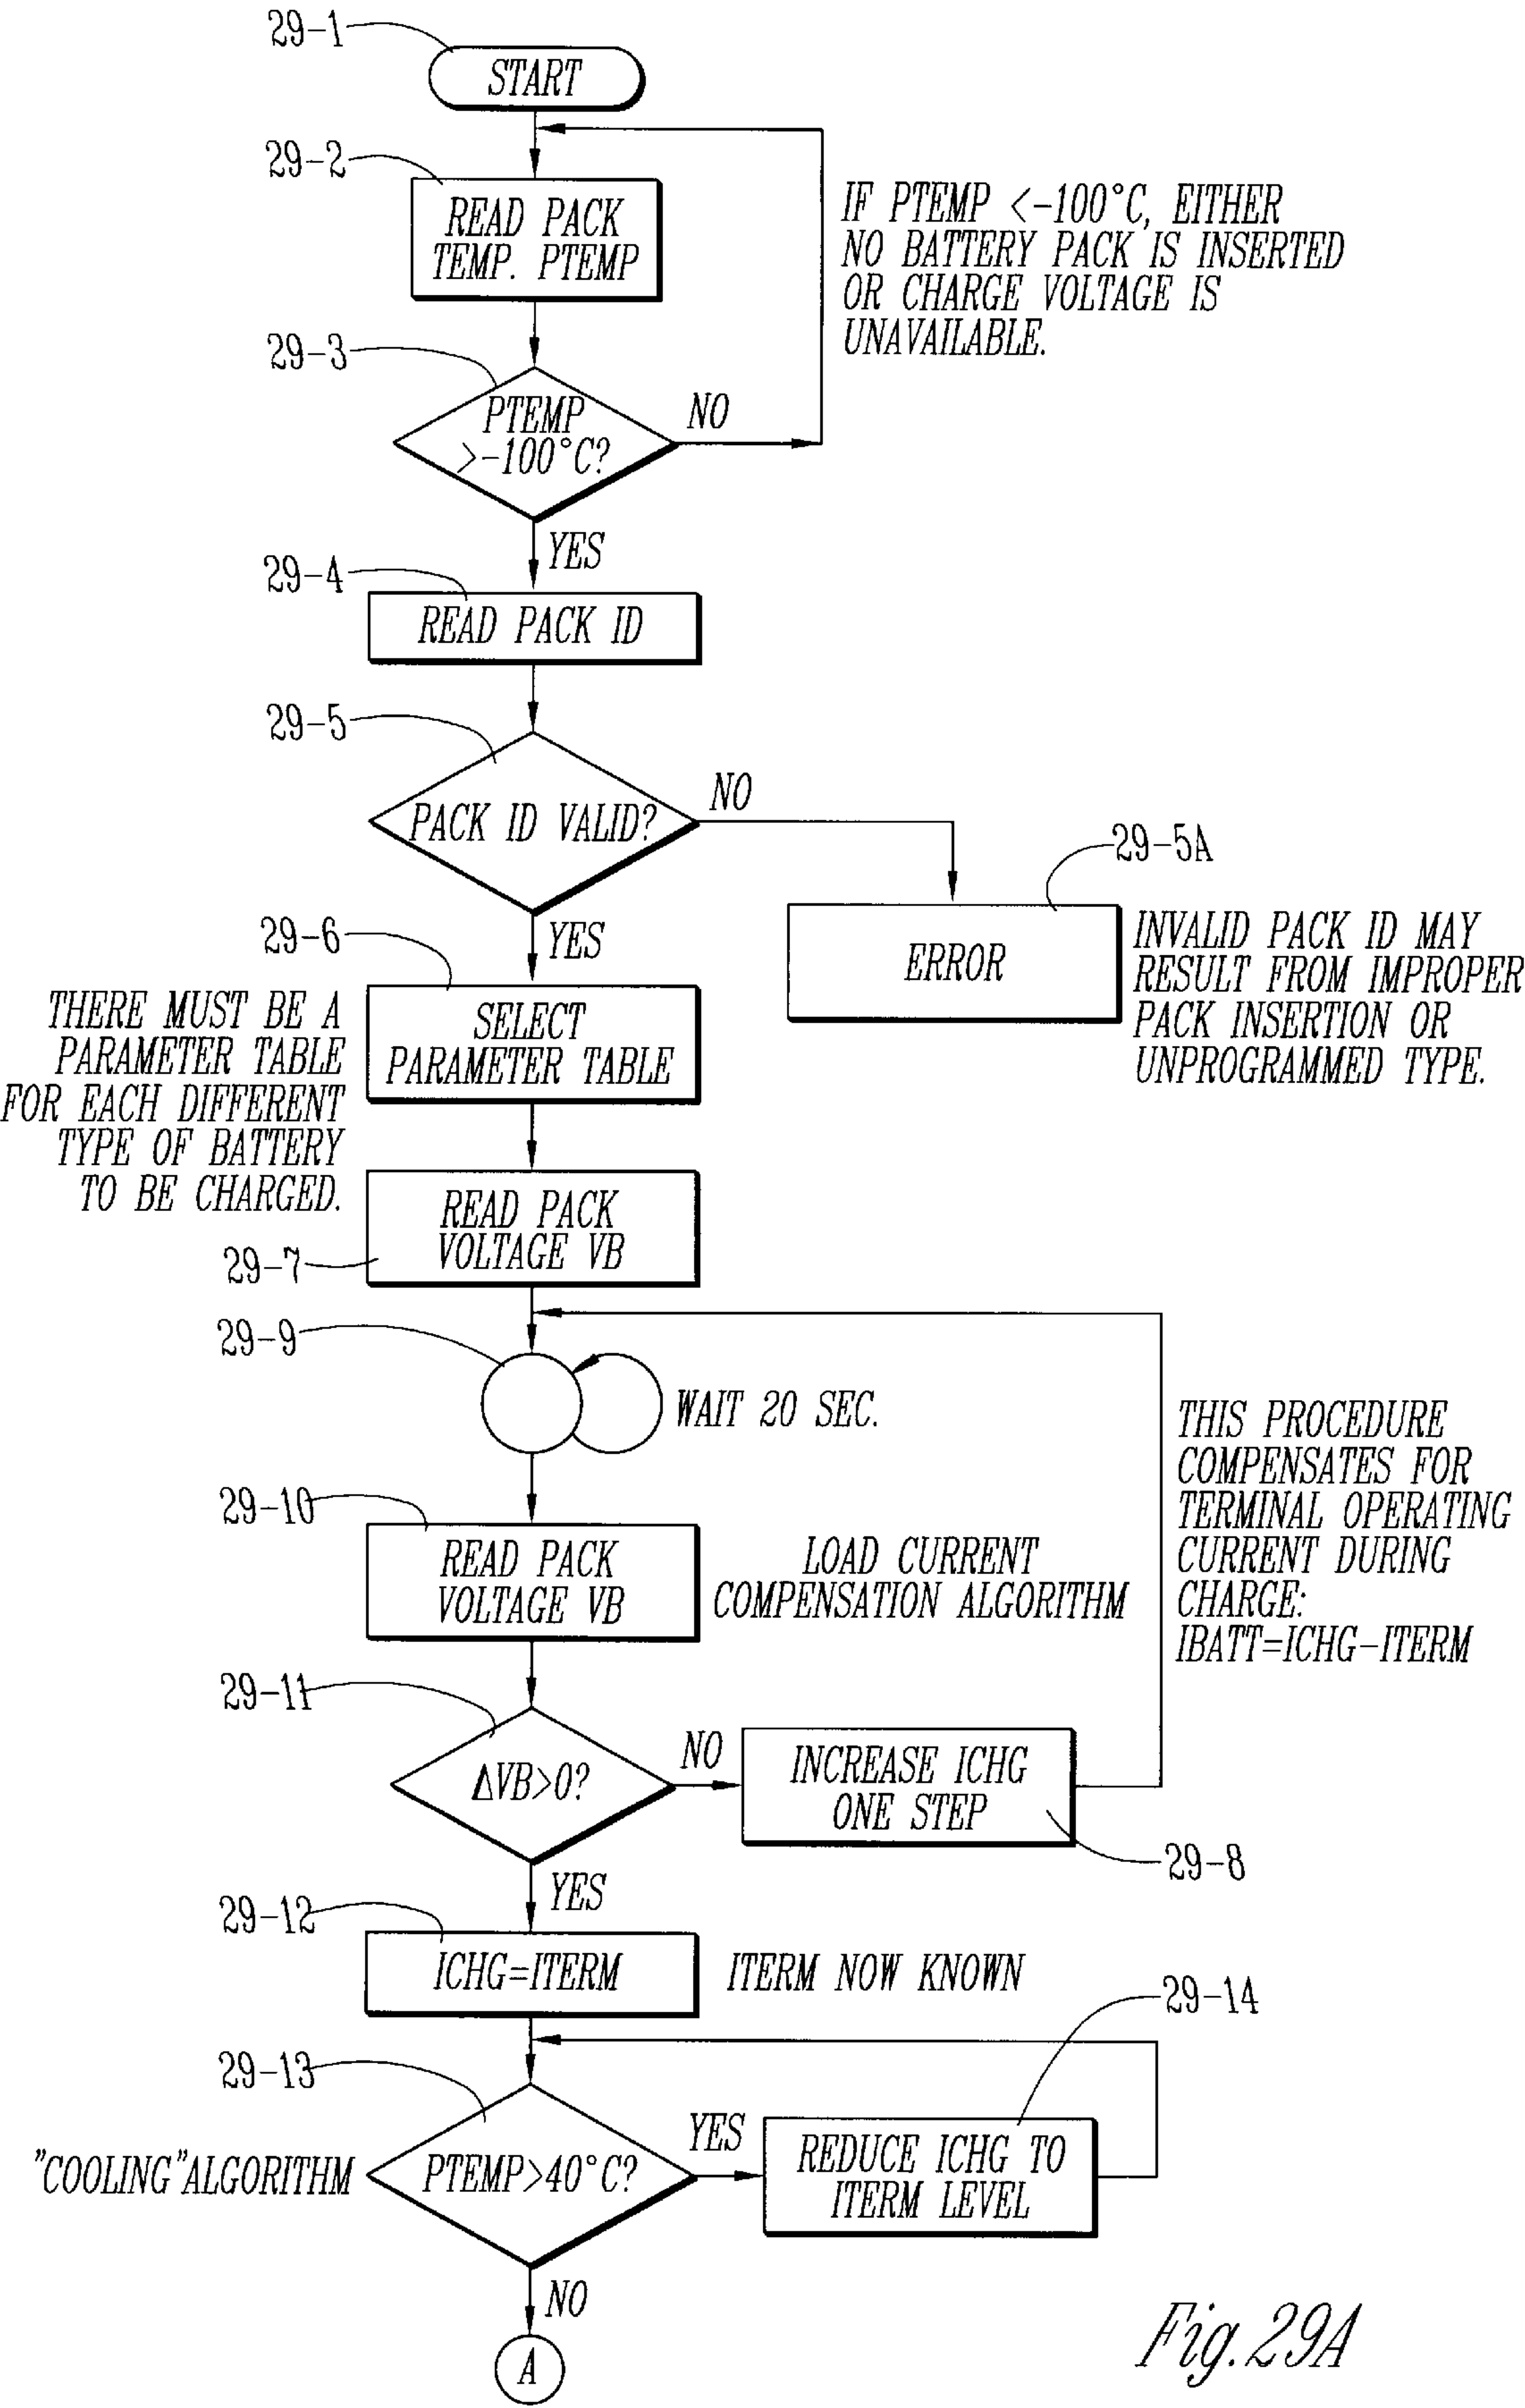 29-1
START
29-2
READ PACK
TEMP. PTEMP
IF PTEMP <-100°C, EITHER
NO BATTERY PACK IS INSERTED
OR CHARGE VOLTAGE IS
UNAVAILABLE.
29-3
PTEMP
>-100°C?
NO
YES
29-4
READ PACK ID
29-5
PACK ID VALID?
NO
29-5A
ERROR
INVALID PACK ID MAY
RESULT FROM IMPROPER
PACK INSERTION OR
UNPROGRAMMED TYPE.
YES
29-6
SELECT
PARAMETER TABLE
THERE MUST BE A
PARAMETER TABLE
FOR EACH DIFFERENT
TYPE OF BATTERY
TO BE CHARGED.
READ PACK
VOLTAGE VB
29-7
29-9
WAIT 20 SEC.
THIS PROCEDURE
COMPENSATES FOR
TERMINAL OPERATING
CURRENT DURING
CHARGE:
IBATT=ICHG-ITERM
29-10
READ PACK
VOLTAGE VB
LOAD CURRENT
COMPENSATION ALGORITHM
29-11
ΔVB>0?
NO
INCREASE ICHG
ONE STEP
29-8
YES
29-12
ICHG=ITERM
ITERM NOW KNOWN
29-14
29-13
"COOLING" ALGORITHM
PTEMP>40°C?
YES
REDUCE ICHG TO
ITERM LEVEL
NO
A
Fig. 29A